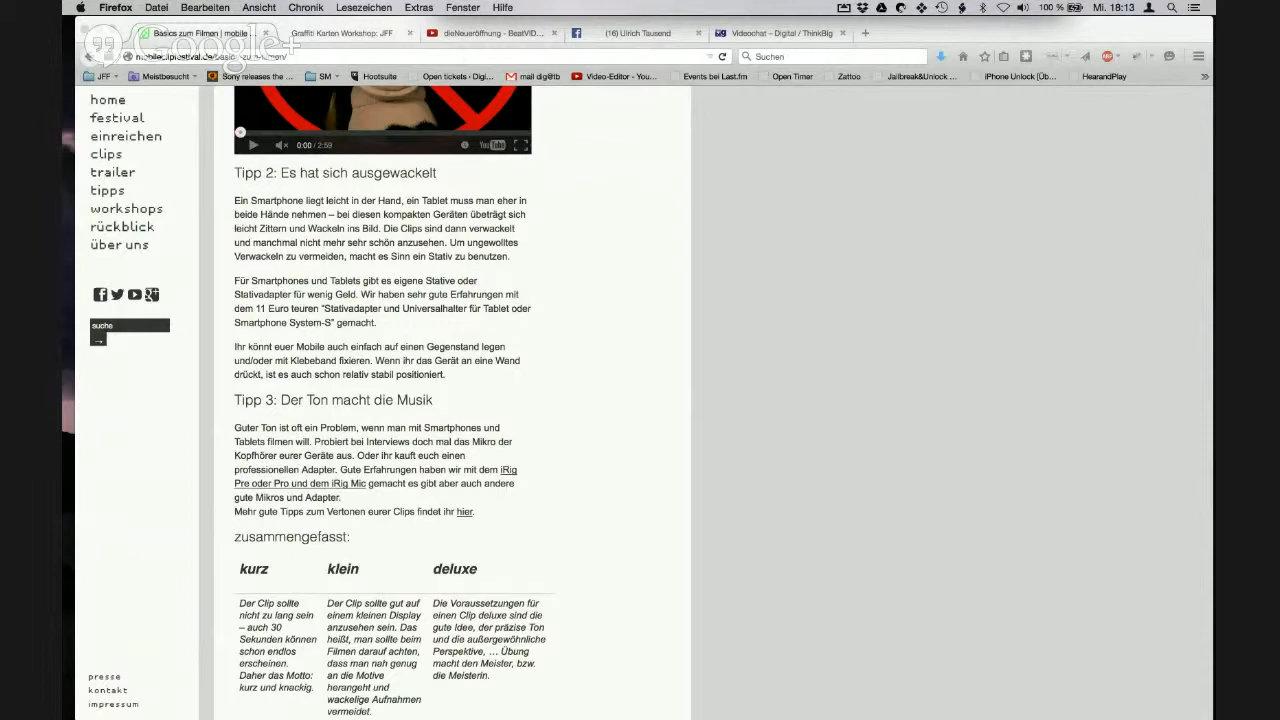 Firefox Datei Bearbeiten Ansicht Chronik Lesezeichen Extras Fenster Hilfe 100 % Mi. 18:13
Basics zum Filmen | mobile Graffiti Karten Workshop: JFF dieNeueröffnung - BeatVID... (16) Ulrich Tausend Videochat – Digital / ThinkBig
Google+
Suchen
JFF Meistbesucht Sony releases the ... SM Hootsuite Open tickets ‹ Digi... mail dig@tb Video-Editor - You... Events bei Last.fm Open Timer Zattoo Jailbreak&Unlock ... iPhone Unlock [Üb... HearandPlay
home
festival
einreichen
clips
trailer
tipps
workshops
rückblick
über uns
suche
→
presse
kontakt
impressum
0:00 / 2:59 YouTube
Tipp 2: Es hat sich ausgewackelt
Ein Smartphone liegt leicht in der Hand, ein Tablet muss man eher in
beide Hände nehmen – bei diesen kompakten Geräten überträgt sich
leicht Zittern und Wackeln ins Bild. Die Clips sind dann verwackelt
und manchmal nicht mehr sehr schön anzusehen. Um ungewolltes
Verwackeln zu vermeiden, macht es Sinn ein Stativ zu benutzen.
Für Smartphones und Tablets gibt es eigene Stative oder
Stativadapter für wenig Geld. Wir haben sehr gute Erfahrungen mit
dem 11 Euro teuren "Stativadapter und Universalhalter für Tablet oder
Smartphone System-S" gemacht.
Ihr könnt euer Mobile auch einfach auf einen Gegenstand legen
und/oder mit Klebeband fixieren. Wenn ihr das Gerät an eine Wand
drückt, ist es auch schon relativ stabil positioniert.
Tipp 3: Der Ton macht die Musik
Guter Ton ist oft ein Problem, wenn man mit Smartphones und
Tablets filmen will. Probiert bei Interviews doch mal das Mikro der
Kopfhörer eurer Geräte aus. Oder ihr kauft euch einen
professionellen Adapter. Gute Erfahrungen haben wir mit dem iRig
Pre oder Pro und dem iRig Mic gemacht es gibt aber auch andere
gute Mikros und Adapter.
Mehr gute Tipps zum Vertonen eurer Clips findet ihr hier.
zusammengefasst:
kurz klein deluxe
Der Clip sollte
nicht zu lang sein
– auch 30
Sekunden können
schon endlos
erscheinen.
Daher das Motto:
kurz und knackig.
Der Clip sollte gut auf
einem kleinen Display
anzusehen sein. Das
heißt, man sollte beim
Filmen darauf achten,
dass man nah genug
an die Motive
herangeht und
wackelige Aufnahmen
vermeidet.
Die Voraussetzungen für
einen Clip deluxe sind die
gute Idee, der präzise Ton
und die außergewöhnliche
Perspektive, … Übung
macht den Meister, bzw.
die Meisterin.